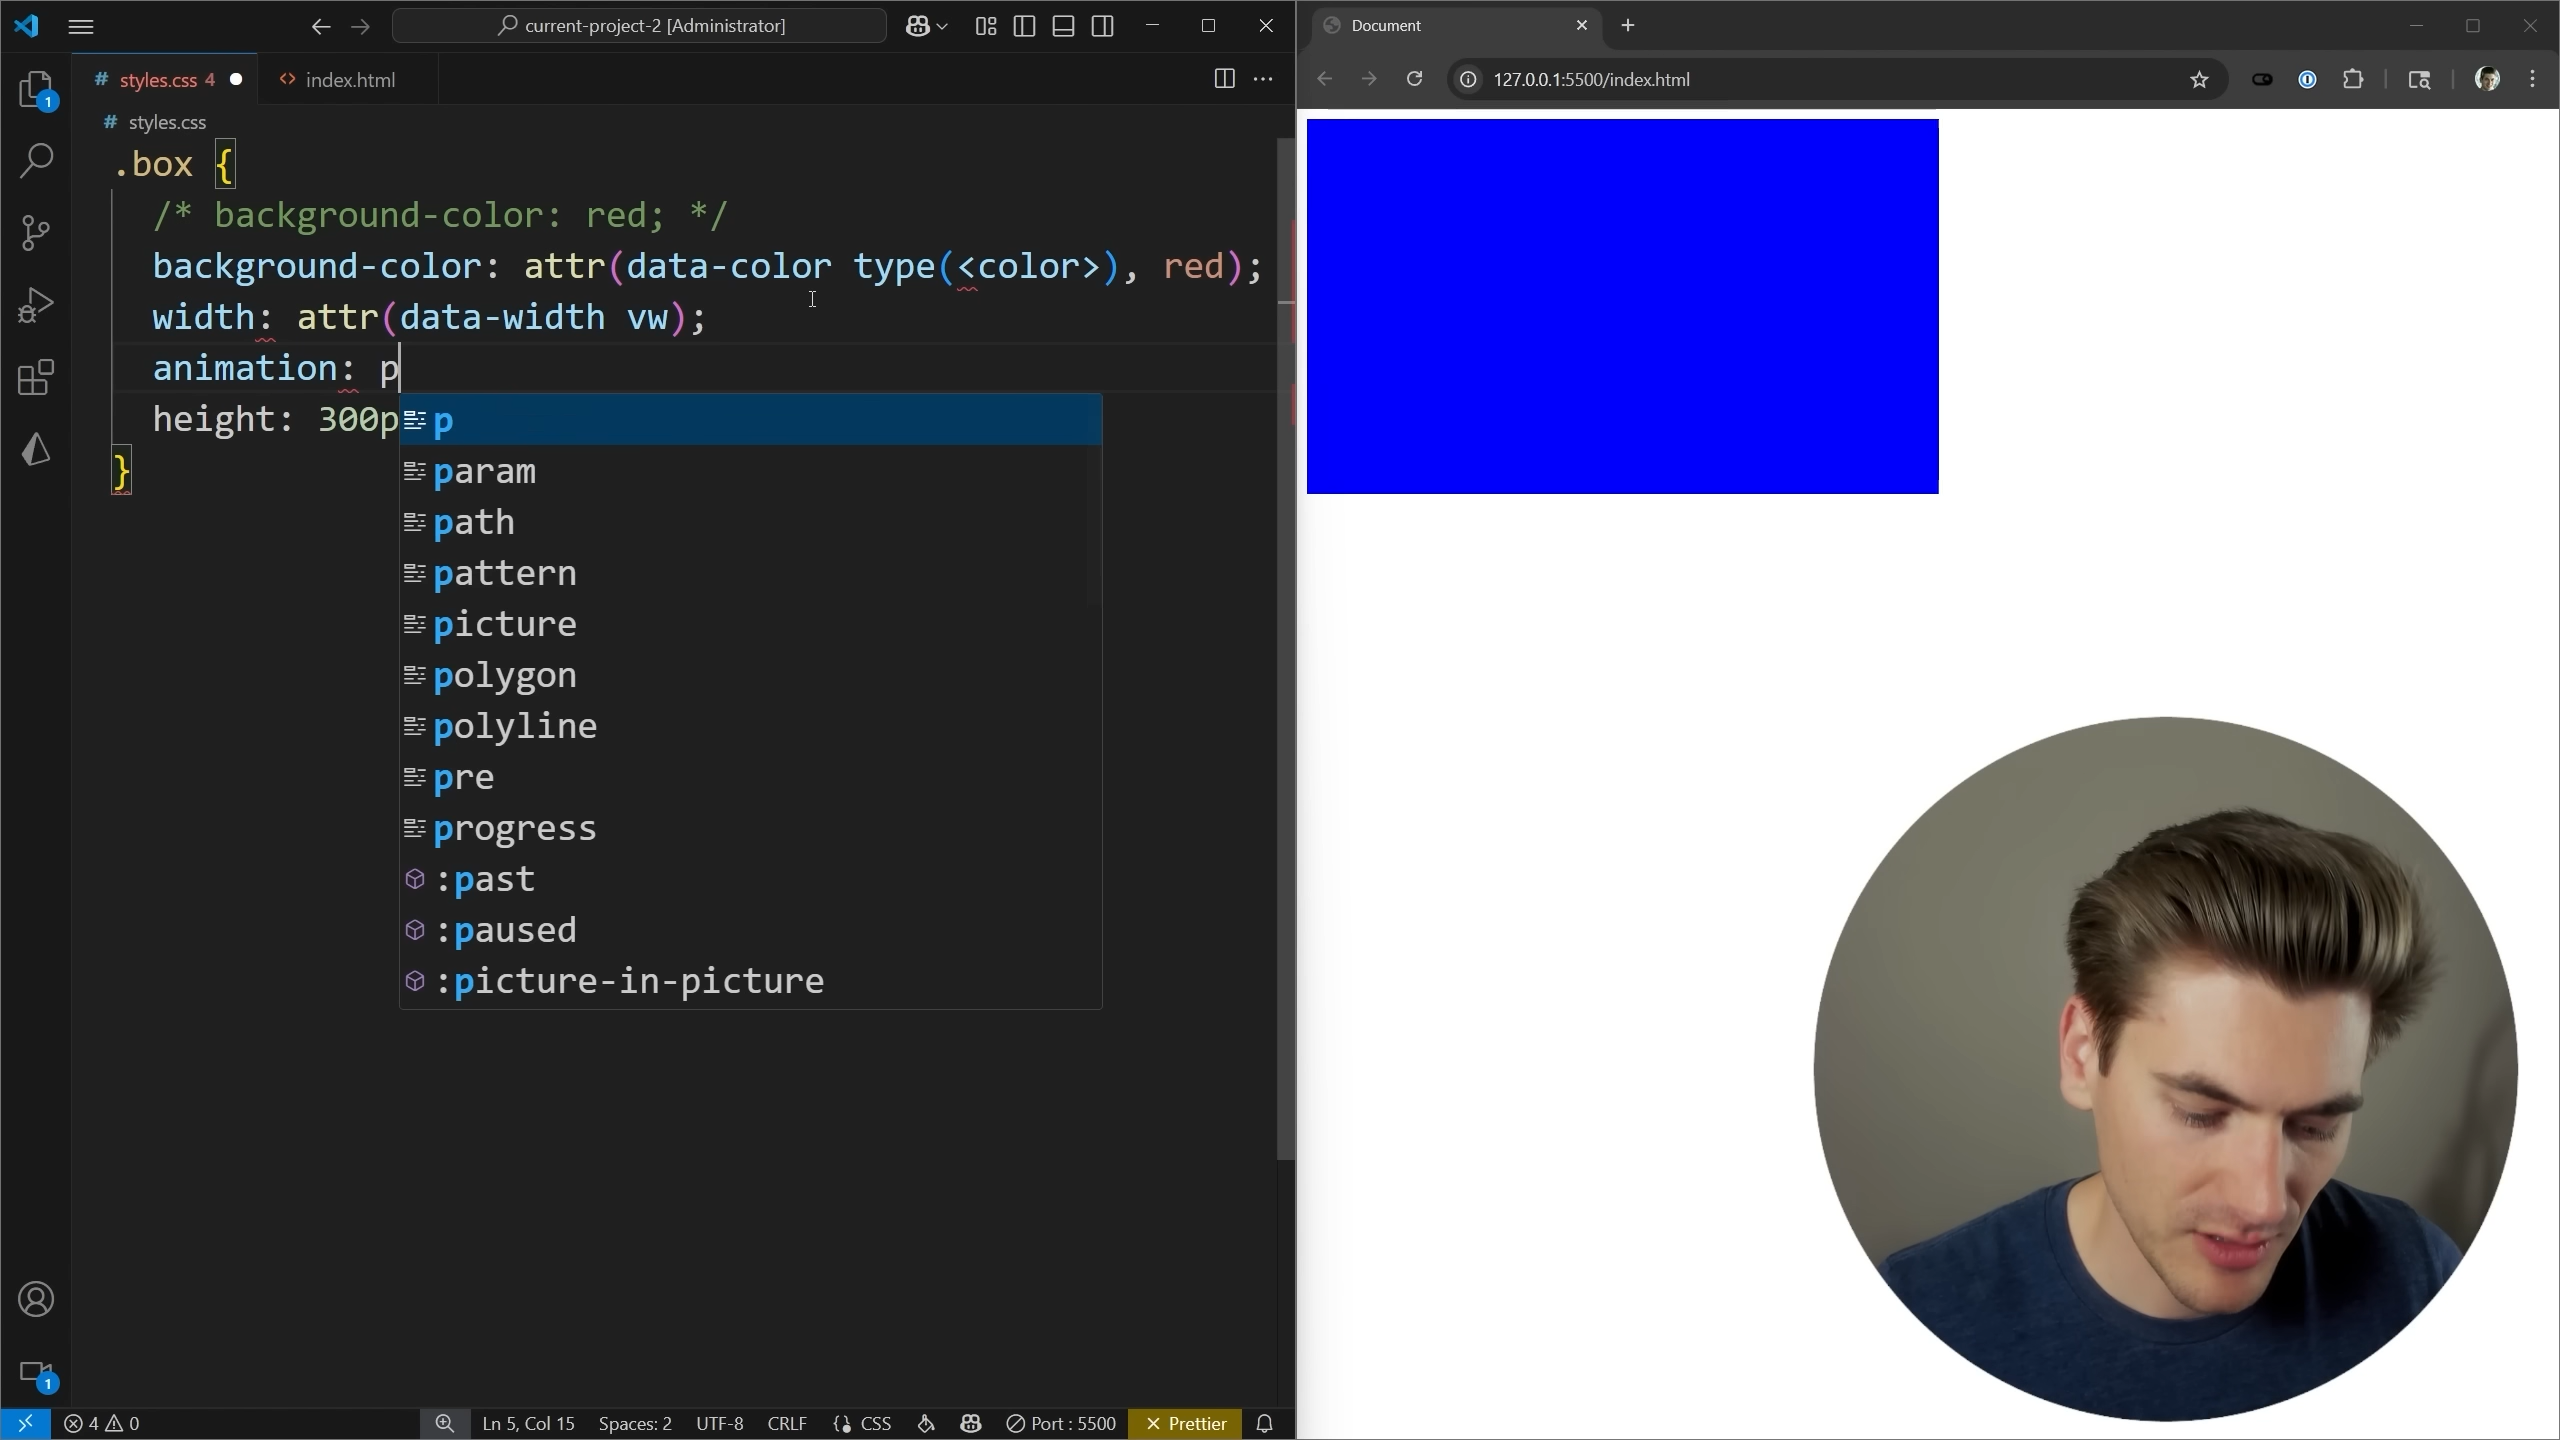 current-project-2 [Administrator]
# styles.css 4
<> index.html
# styles.css
.box {
/* background-color: red; */
background-color: attr(data-color type(<color>), red);
width: attr(data-width vw);
animation: p
height: 300p
}
p
param
path
pattern
picture
polygon
polyline
pre
progress
:past
:paused
:picture-in-picture
1
1
4 0
Ln 5, Col 15
Spaces: 2
UTF-8
CRLF
CSS
Port : 5500
Prettier
Document
127.0.0.1:5500/index.html